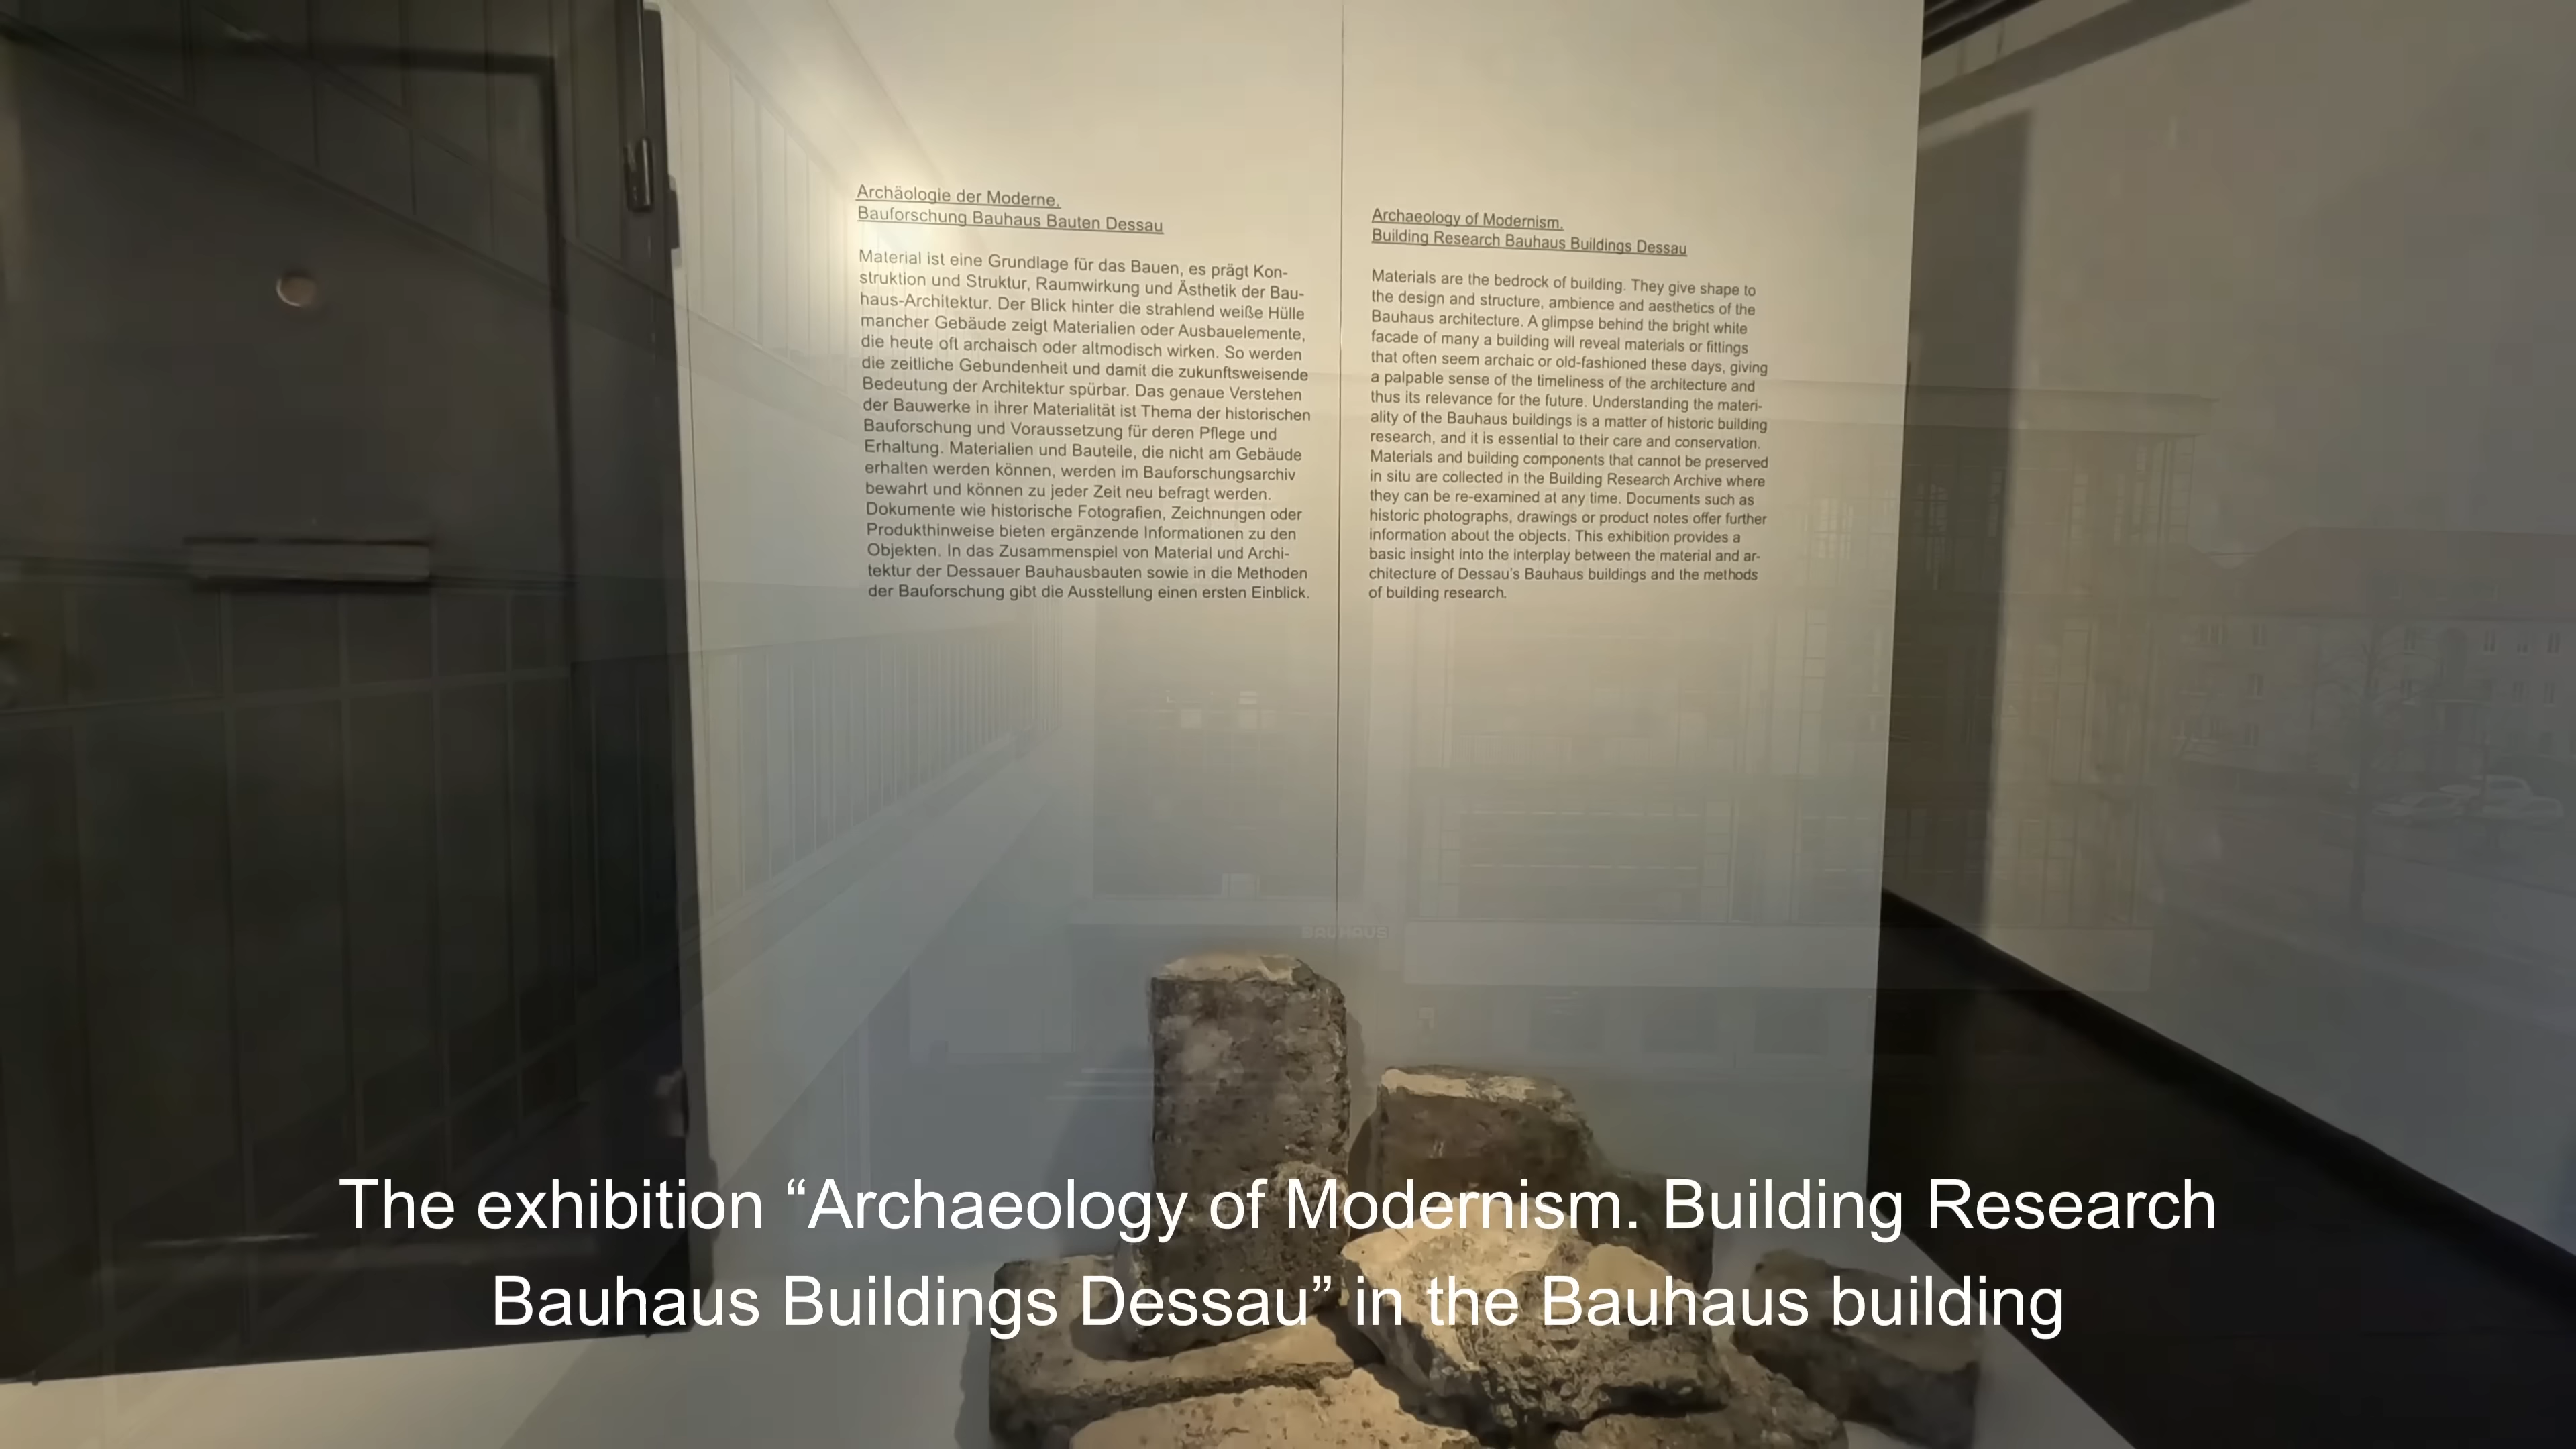 Archäologie der Moderne.
Bauforschung Bauhaus Bauten Dessau
Material ist eine Grundlage für das Bauen, es prägt Kon-
struktion und Struktur, Raumwirkung und Ästhetik der Bau-
haus-Architektur. Der Blick hinter die strahlend weiße Hülle
mancher Gebäude zeigt Materialien oder Ausbauelemente,
die heute oft archaisch oder altmodisch wirken. So werden
die zeitliche Gebundenheit und damit die zukunftsweisende
Bedeutung der Architektur spürbar. Das genaue Verstehen
der Bauwerke in ihrer Materialität ist Thema der historischen
Bauforschung und Voraussetzung für deren Pflege und
Erhaltung. Materialien und Bauteile, die nicht am Gebäude
erhalten werden können, werden im Bauforschungsarchiv
bewahrt und können zu jeder Zeit neu befragt werden.
Dokumente wie historische Fotografien, Zeichnungen oder
Produkthinweise bieten ergänzende Informationen zu den
Objekten. In das Zusammenspiel von Material und Archi-
tektur der Dessauer Bauhausbauten sowie in die Methoden
der Bauforschung gibt die Ausstellung einen ersten Einblick.
Archaeology of Modernism.
Building Research Bauhaus Buildings Dessau
Materials are the bedrock of building. They give shape to
the design and structure, ambience and aesthetics of the
Bauhaus architecture. A glimpse behind the bright white
facade of many a building will reveal materials or fittings
that often seem archaic or old-fashioned these days, giving
a palpable sense of the timeliness of the architecture and
thus its relevance for the future. Understanding the materi-
ality of the Bauhaus buildings is a matter of historic building
research, and it is essential to their care and conservation.
Materials and building components that cannot be preserved
in situ are collected in the Building Research Archive where
they can be re-examined at any time. Documents such as
historic photographs, drawings or product notes offer further
information about the objects. This exhibition provides a
basic insight into the interplay between the material and ar-
chitecture of Dessau's Bauhaus buildings and the methods
of building research.
BAUHAUS
The exhibition “Archaeology of Modernism. Building Research
Bauhaus Buildings Dessau” in the Bauhaus building